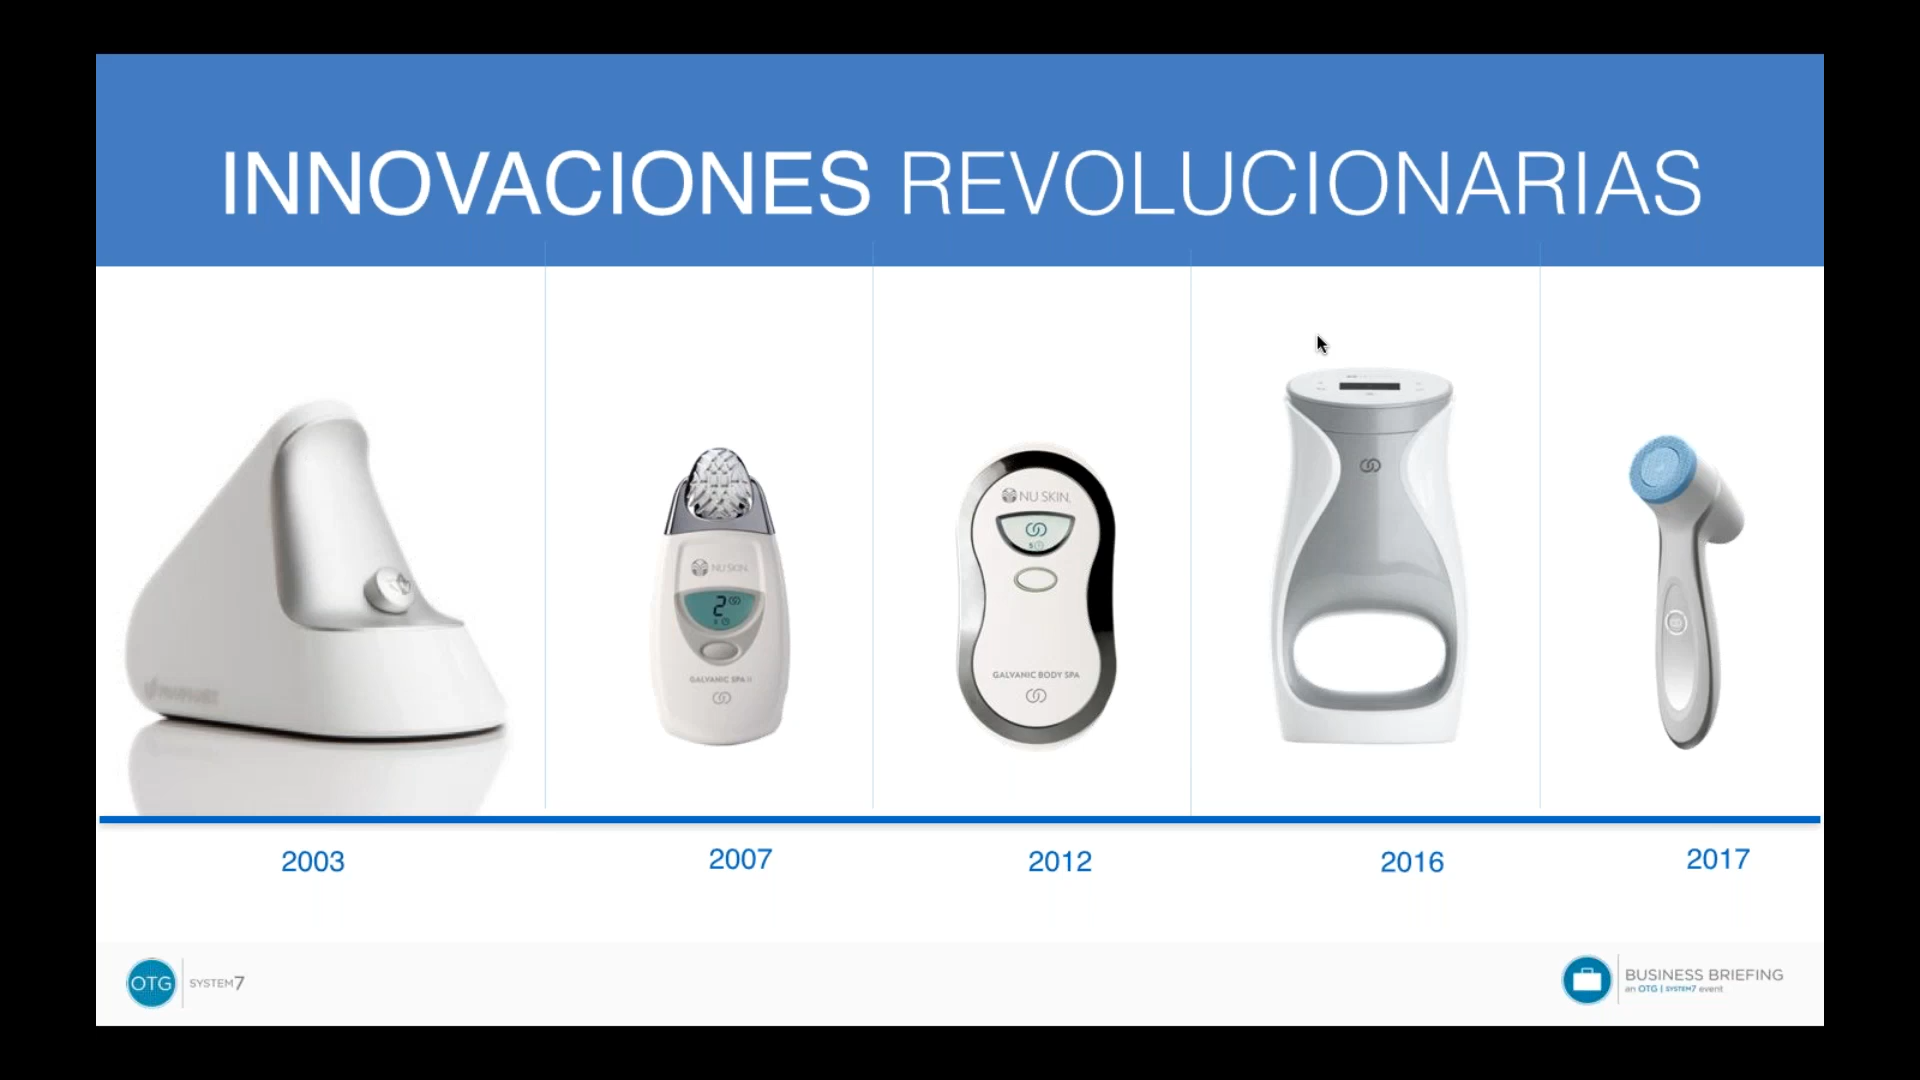 INNOVACIONES REVOLUCIONARIAS
NU SKIN.
2
GALVANIC SPA II
NU SKIN.
GALVANIC BODY SPA
2003
2007
2012
2016
2017
OTG SYSTEM7
BUSINESS BRIEFING
an OTG | SYSTEM7 event